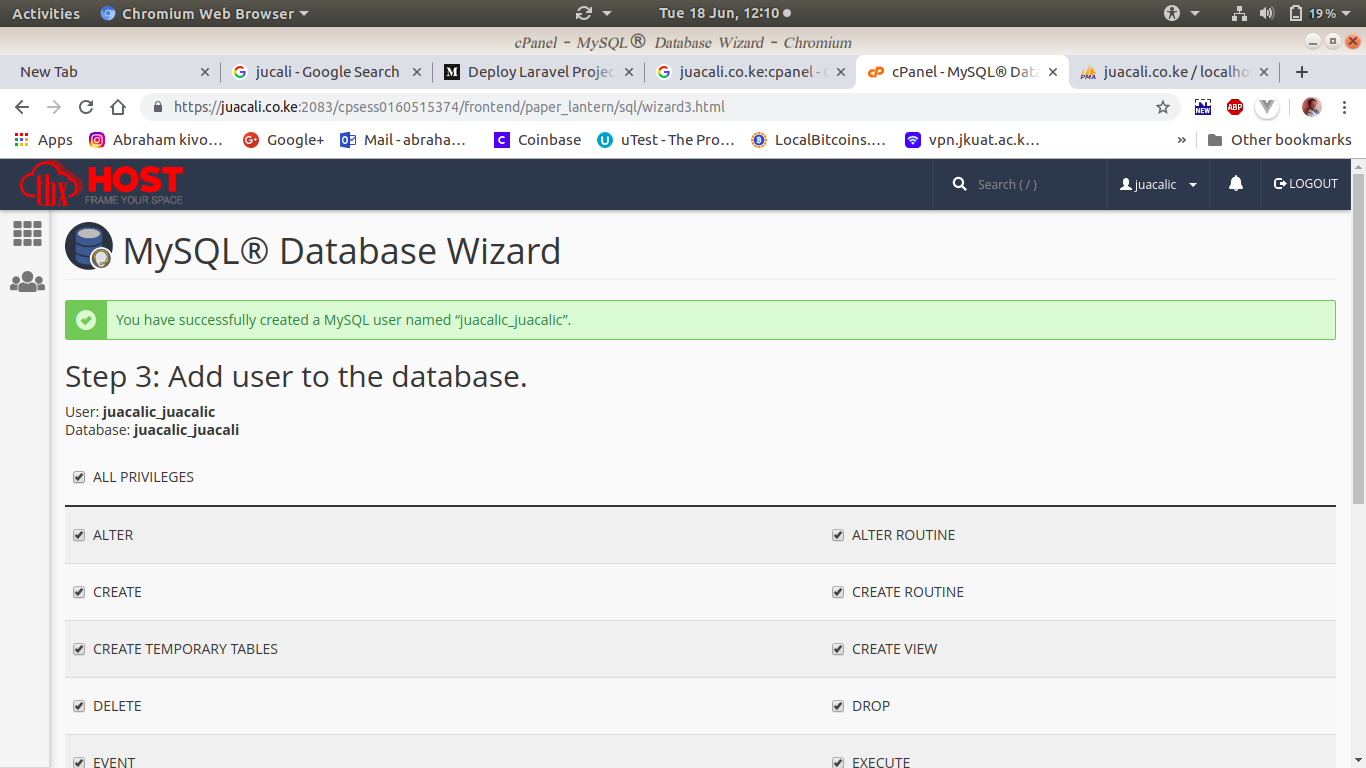 Activities Chromium Web Browser Tue 18 Jun, 12:10 19%
cPanel - MySQL® Database Wizard - Chromium
New Tab jucali - Google Search Deploy Laravel Projec juacali.co.ke:cpanel - cPanel - MySQL® Data juacali.co.ke / localho
https://juacali.co.ke:2083/cpsess0160515374/frontend/paper_lantern/sql/wizard3.html NEW ABP
Apps Abraham kivo... Google+ Mail - abraha... Coinbase uTest - The Pro... LocalBitcoins.... vpn.jkuat.ac.k... » Other bookmarks
lbx HOST
FRAME YOUR SPACE
Search ( / ) juacalic LOGOUT
MySQL® Database Wizard
You have successfully created a MySQL user named “juacalic_juacalic”.
Step 3: Add user to the database.
User: juacalic_juacalic
Database: juacalic_juacali
ALL PRIVILEGES
ALTER ALTER ROUTINE
CREATE CREATE ROUTINE
CREATE TEMPORARY TABLES CREATE VIEW
DELETE DROP
EVENT EXECUTE